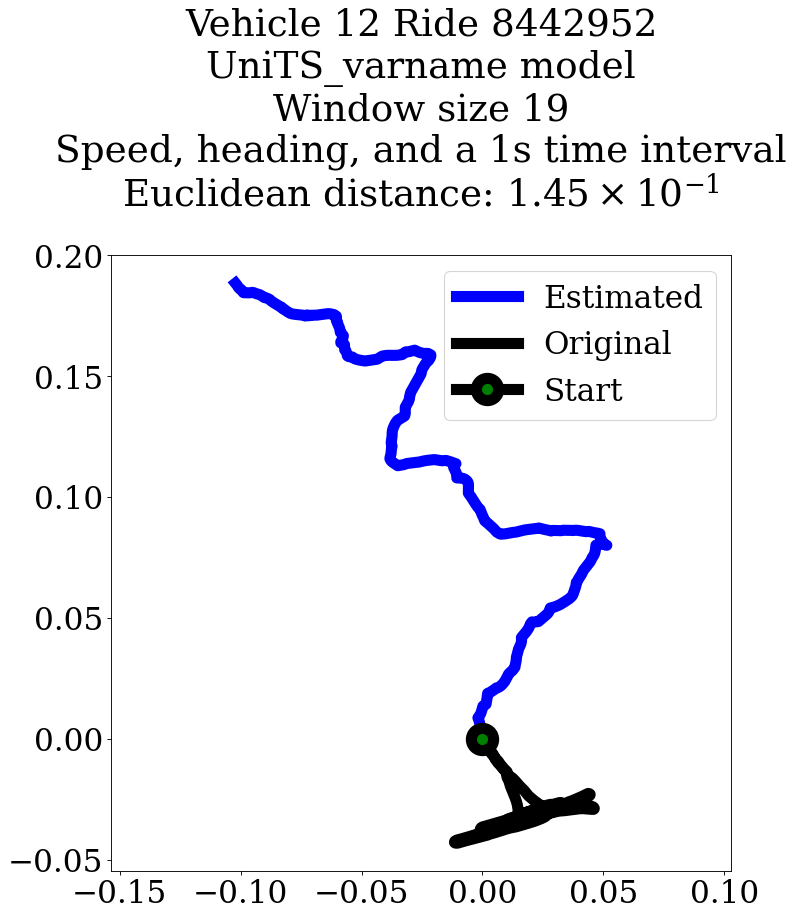 Vehicle 12 Ride 8442952
UniTS_varname model
Window size 19
Speed, heading, and a 1s time interval
Euclidean distance: 1.45 × 10⁻¹
0.20
0.15
0.10
0.05
0.00
−0.05
Estimated
Original
Start
−0.15 −0.10 −0.05 0.00 0.05 0.10